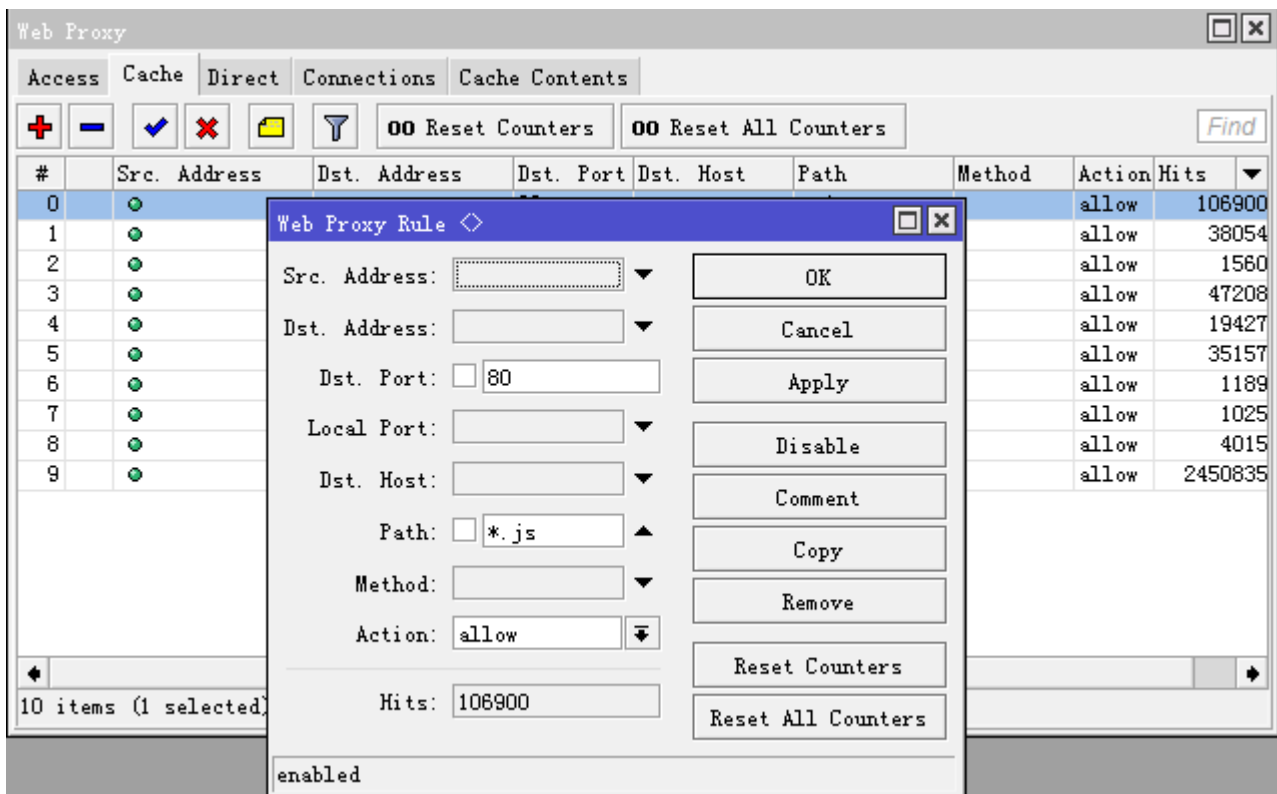 Web Proxy
Access Cache Direct Connections Cache Contents
00 Reset Counters 00 Reset All Counters Find
# Src. Address Dst. Address Dst. Port Dst. Host Path Method Action Hits
0 allow 106900
1 allow 38054
2 allow 1560
3 allow 47208
4 allow 19427
5 allow 35157
6 allow 1189
7 allow 1025
8 allow 4015
9 allow 2450835
10 items (1 selected)
Web Proxy Rule <>
Src. Address: OK
Dst. Address: Cancel
Dst. Port: 80 Apply
Local Port: Disable
Dst. Host: Comment
Path: *.js Copy
Method: Remove
Action: allow
Reset Counters
Hits: 106900 Reset All Counters
enabled